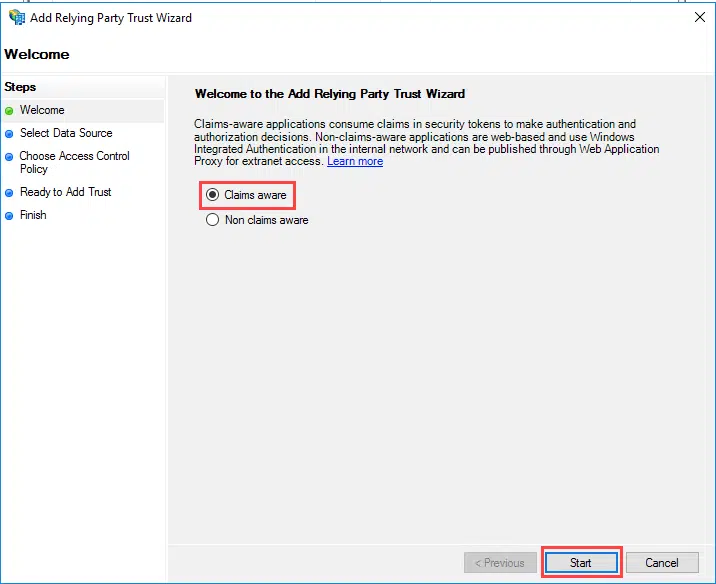 Add Relying Party Trust Wizard
Welcome
Steps
Welcome
Select Data Source
Choose Access Control
Policy
Ready to Add Trust
Finish
Welcome to the Add Relying Party Trust Wizard
Claims-aware applications consume claims in security tokens to make authentication and
authorization decisions. Non-claims-aware applications are web-based and use Windows
Integrated Authentication in the internal network and can be published through Web Application
Proxy for extranet access. Learn more
Claims aware
Non claims aware
< Previous
Start
Cancel